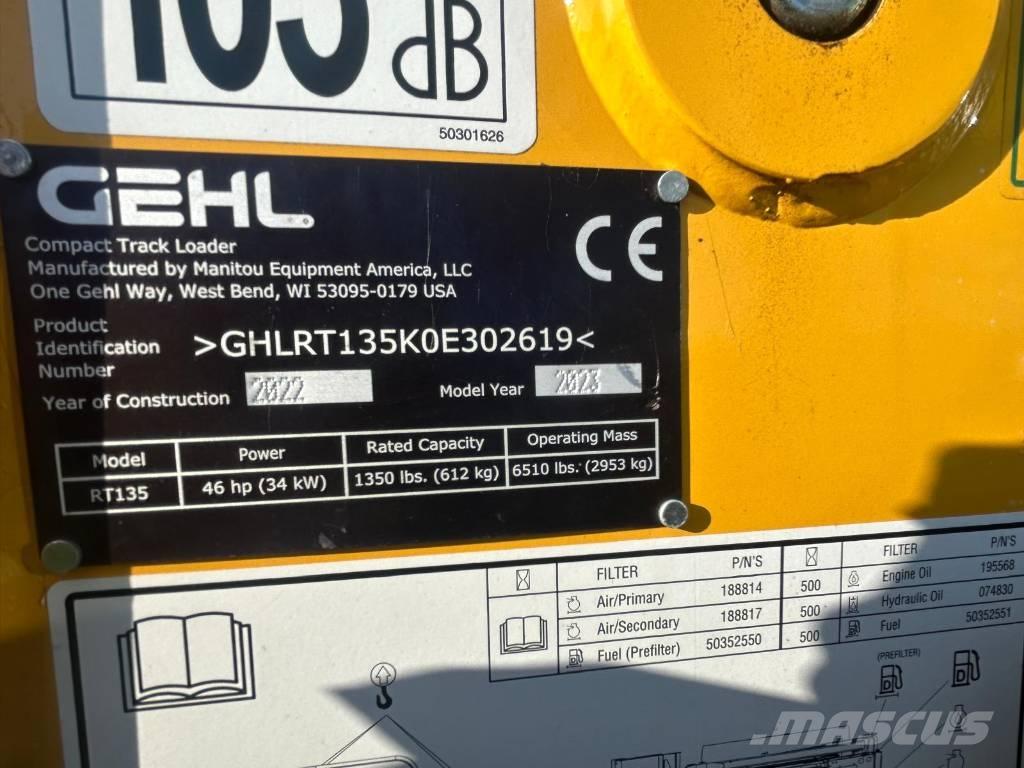 103 dB
50301626
GEHL
CE
Compact Track Loader
Manufactured by Manitou Equipment America, LLC
One Gehl Way, West Bend, WI 53095-0179 USA
Product
Identification >GHLRT135K0E302619<
Number
Year of Construction 2022 Model Year 2023
Model Power Rated Capacity Operating Mass
RT135 46 hp (34 kW) 1350 lbs. (612 kg) 6510 lbs. (2953 kg)
FILTER P/N'S FILTER P/N'S
Air/Primary 188814 500 Engine Oil 195568
Air/Secondary 188817 500 Hydraulic Oil 074830
Fuel (Prefilter) 50352550 500 Fuel 50352551
(PREFILTER)
D D
MASCUS